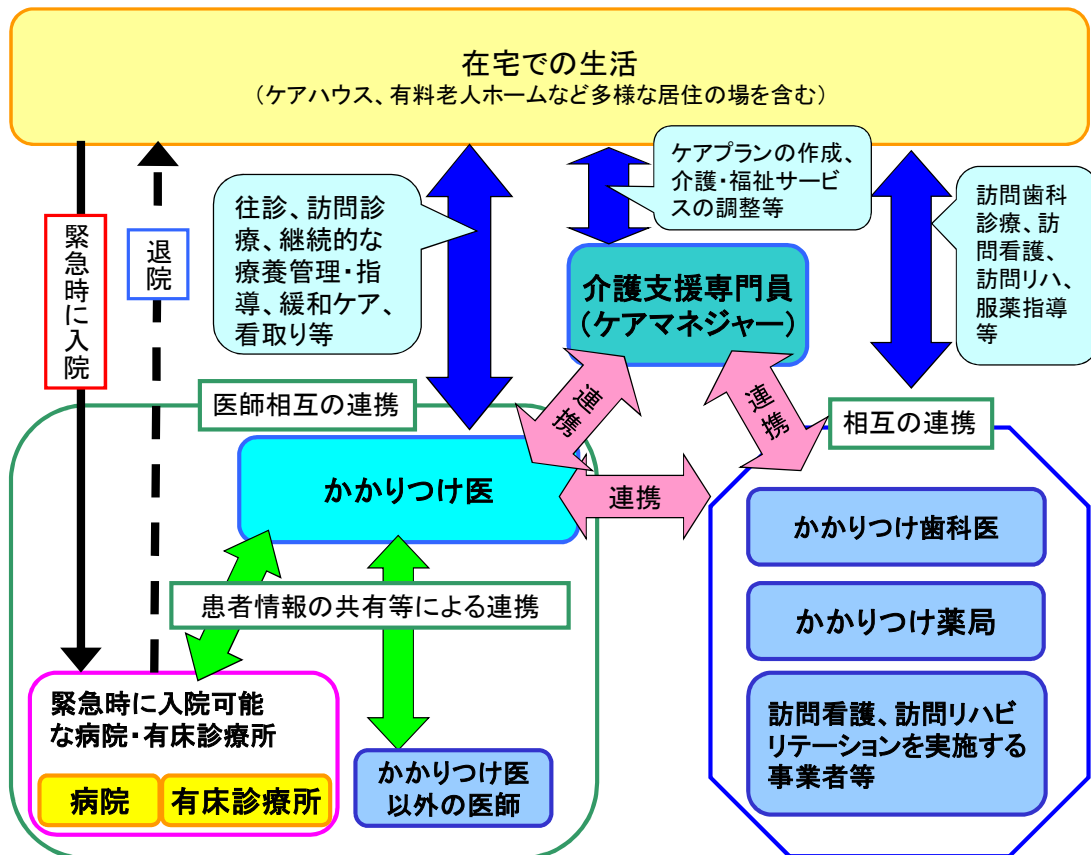 在宅での生活
（ケアハウス、有料老人ホームなど多様な居住の場を含む）
緊急時に入院
退院
往診、訪問診
療、継続的な
療養管理・指
導、緩和ケア、
看取り等
ケアプランの作成、
介護・福祉サービ
スの調整等
訪問歯科
診療、訪
問看護、
訪問リハ、
服薬指導
等
介護支援専門員
（ケアマネジャー）
連携
連携
医師相互の連携
相互の連携
かかりつけ医
連携
かかりつけ歯科医
患者情報の共有等による連携
かかりつけ薬局
緊急時に入院可能
な病院・有床診療所
病院
有床診療所
かかりつけ医
以外の医師
訪問看護、訪問リハビ
リテーションを実施する
事業者等